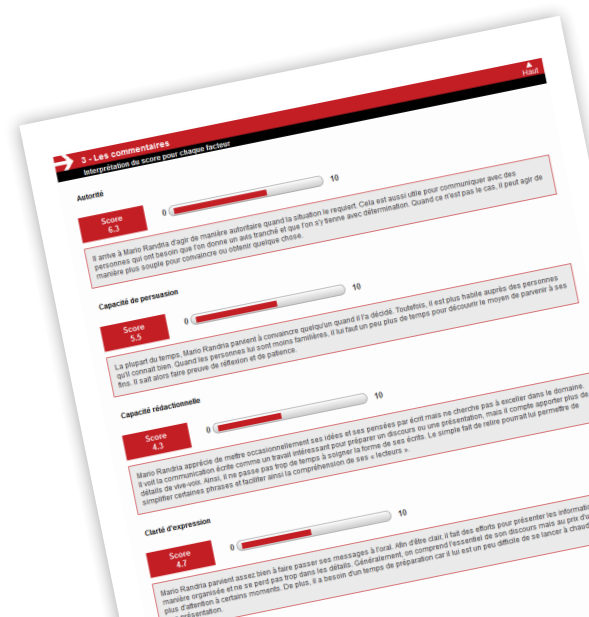 Haut
3 - Les commentaires
Interprétation du score pour chaque facteur
Autorité
Score
6.3
0
10
Il arrive à Mario Randria d'agir de manière autoritaire quand la situation le requiert. Cela est aussi utile pour communiquer avec des
personnes qui ont besoin que l'on donne un avis tranché et que l'on s'y tienne avec détermination. Quand ce n'est pas le cas, il peut agir de
manière plus souple pour convaincre ou obtenir quelque chose.
Capacité de persuasion
Score
5.5
0
10
La plupart du temps, Mario Randria parvient à convaincre quelqu'un quand il l'a décidé. Toutefois, il est plus habile auprès des personnes
qu'il connait bien. Quand les personnes lui sont moins familières, il lui faut un peu plus de temps pour découvrir le moyen de parvenir à ses
fins. Il sait alors faire preuve de réflexion et de patience.
Capacité rédactionnelle
Score
4.3
0
10
Mario Randria apprécie de mettre occasionnellement ses idées et ses pensées par écrit mais ne cherche pas à exceller dans le domaine.
Il voit la communication écrite comme un travail intéressant pour préparer un discours ou une présentation, mais il compte apporter plus de
détails de vive-voix. Ainsi, il ne passe pas trop de temps à soigner la forme de ses écrits. Le simple fait de relire pourrait lui permettre de
simplifier certaines phrases et faciliter ainsi la compréhension de ses « lecteurs ».
Clarté d'expression
Score
4.7
0
10
Mario Randria parvient assez bien à faire passer ses messages à l'oral. Afin d'être clair, il fait des efforts pour présenter les informatio
manière organisée et ne se perd pas trop dans les détails. Généralement, on comprend l'essentiel de son discours mais au prix d'u
plus d'attention à certains moments. De plus, il a besoin d'un temps de préparation car il lui est un peu difficile de se lancer à chaud
présentation.